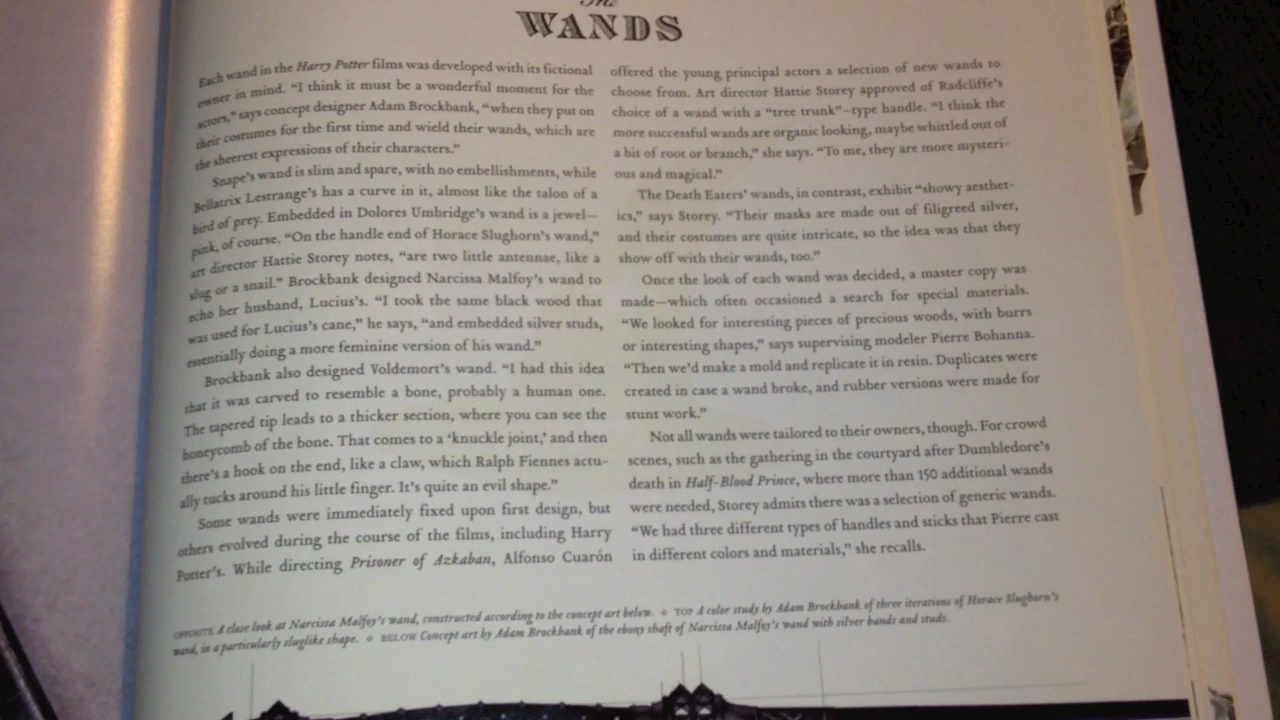 The
WANDS
Each wand in the Harry Potter films was developed with its fictional
owner in mind. “I think it must be a wonderful moment for the
actors,” says concept designer Adam Brockbank, “when they put on
their costumes for the first time and wield their wands, which are
the sheerest expressions of their characters.”
Snape’s wand is slim and spare, with no embellishments, while
Bellatrix Lestrange’s has a curve in it, almost like the talon of a
bird of prey. Embedded in Dolores Umbridge’s wand is a jewel—
pink, of course. “On the handle end of Horace Slughorn’s wand,”
art director Hattie Storey notes, “are two little antennae, like a
slug or a snail.” Brockbank designed Narcissa Malfoy’s wand to
echo her husband, Lucius’s. “I took the same black wood that
was used for Lucius’s cane,” he says, “and embedded silver studs,
essentially doing a more feminine version of his wand.”
Brockbank also designed Voldemort’s wand. “I had this idea
that it was carved to resemble a bone, probably a human one.
The tapered tip leads to a thicker section, where you can see the
honeycomb of the bone. That comes to a ‘knuckle joint,’ and then
there’s a hook on the end, like a claw, which Ralph Fiennes actu-
ally tucks around his little finger. It’s quite an evil shape.”
Some wands were immediately fixed upon first design, but
others evolved during the course of the films, including Harry
Potter’s. While directing Prisoner of Azkaban, Alfonso Cuarón
offered the young principal actors a selection of new wands to
choose from. Art director Hattie Storey approved of Radcliffe’s
choice of a wand with a “tree trunk”–type handle. “I think the
more successful wands are organic looking, maybe whittled out of
a bit of root or branch,” she says. “To me, they are more mysteri-
ous and magical.”
The Death Eaters’ wands, in contrast, exhibit “showy aesthet-
ics,” says Storey. “Their masks are made out of filigreed silver,
and their costumes are quite intricate, so the idea was that they
show off with their wands, too.”
Once the look of each wand was decided, a master copy was
made—which often occasioned a search for special materials.
“We looked for interesting pieces of precious woods, with burrs
or interesting shapes,” says supervising modeler Pierre Bohanna.
“Then we’d make a mold and replicate it in resin. Duplicates were
created in case a wand broke, and rubber versions were made for
stunt work.”
Not all wands were tailored to their owners, though. For crowd
scenes, such as the gathering in the courtyard after Dumbledore’s
death in Half-Blood Prince, where more than 150 additional wands
were needed, Storey admits there was a selection of generic wands.
“We had three different types of handles and sticks that Pierre cast
in different colors and materials,” she recalls.
OPPOSITE A close look at Narcissa Malfoy’s wand, constructed according to the concept art below. ⋄ TOP A color study by Adam Brockbank of three iterations of Horace Slughorn’s
wand, in a particularly sluglike shape. ⋄ BELOW Concept art by Adam Brockbank of the ebony shaft of Narcissa Malfoy’s wand with silver bands and studs.